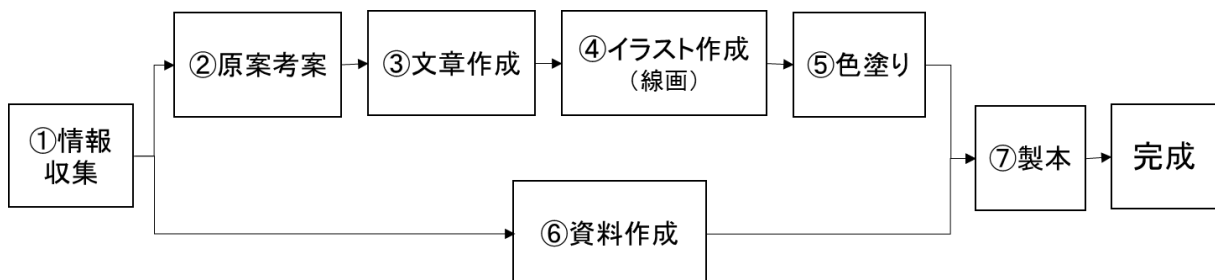 ①情報
収集
②原案考案
③文章作成
④イラスト作成
（線画）
⑤色塗り
⑥資料作成
⑦製本
完成